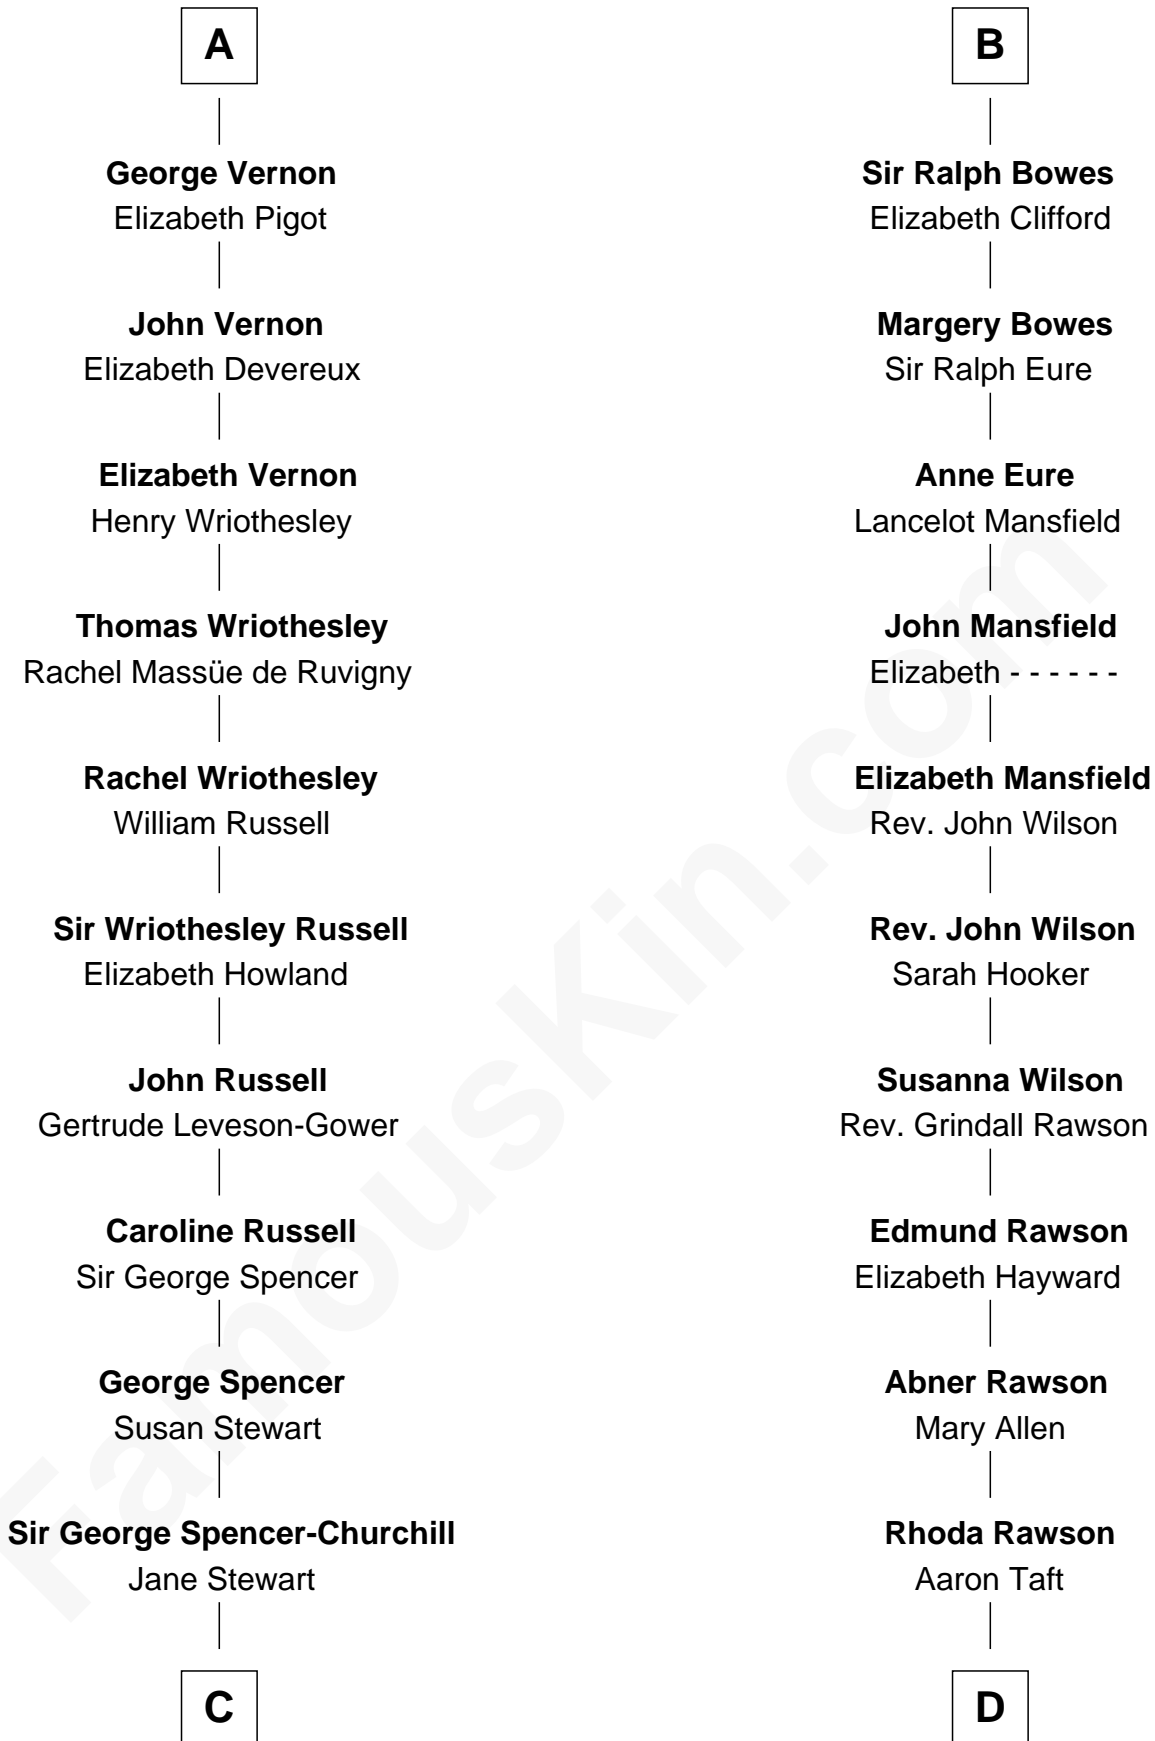 A
George Vernon
Elizabeth Pigot
John Vernon
Elizabeth Devereux
Elizabeth Vernon
Henry Wriothesley
Thomas Wriothesley
Rachel Massüe de Ruvigny
Rachel Wriothesley
William Russell
Sir Wriothesley Russell
Elizabeth Howland
John Russell
Gertrude Leveson-Gower
Caroline Russell
Sir George Spencer
George Spencer
Susan Stewart
Sir George Spencer-Churchill
Jane Stewart
C
B
Sir Ralph Bowes
Elizabeth Clifford
Margery Bowes
Sir Ralph Eure
Anne Eure
Lancelot Mansfield
John Mansfield
Elizabeth - - - - - -
Elizabeth Mansfield
Rev. John Wilson
Rev. John Wilson
Sarah Hooker
Susanna Wilson
Rev. Grindall Rawson
Edmund Rawson
Elizabeth Hayward
Abner Rawson
Mary Allen
Rhoda Rawson
Aaron Taft
D
FamousKin.com